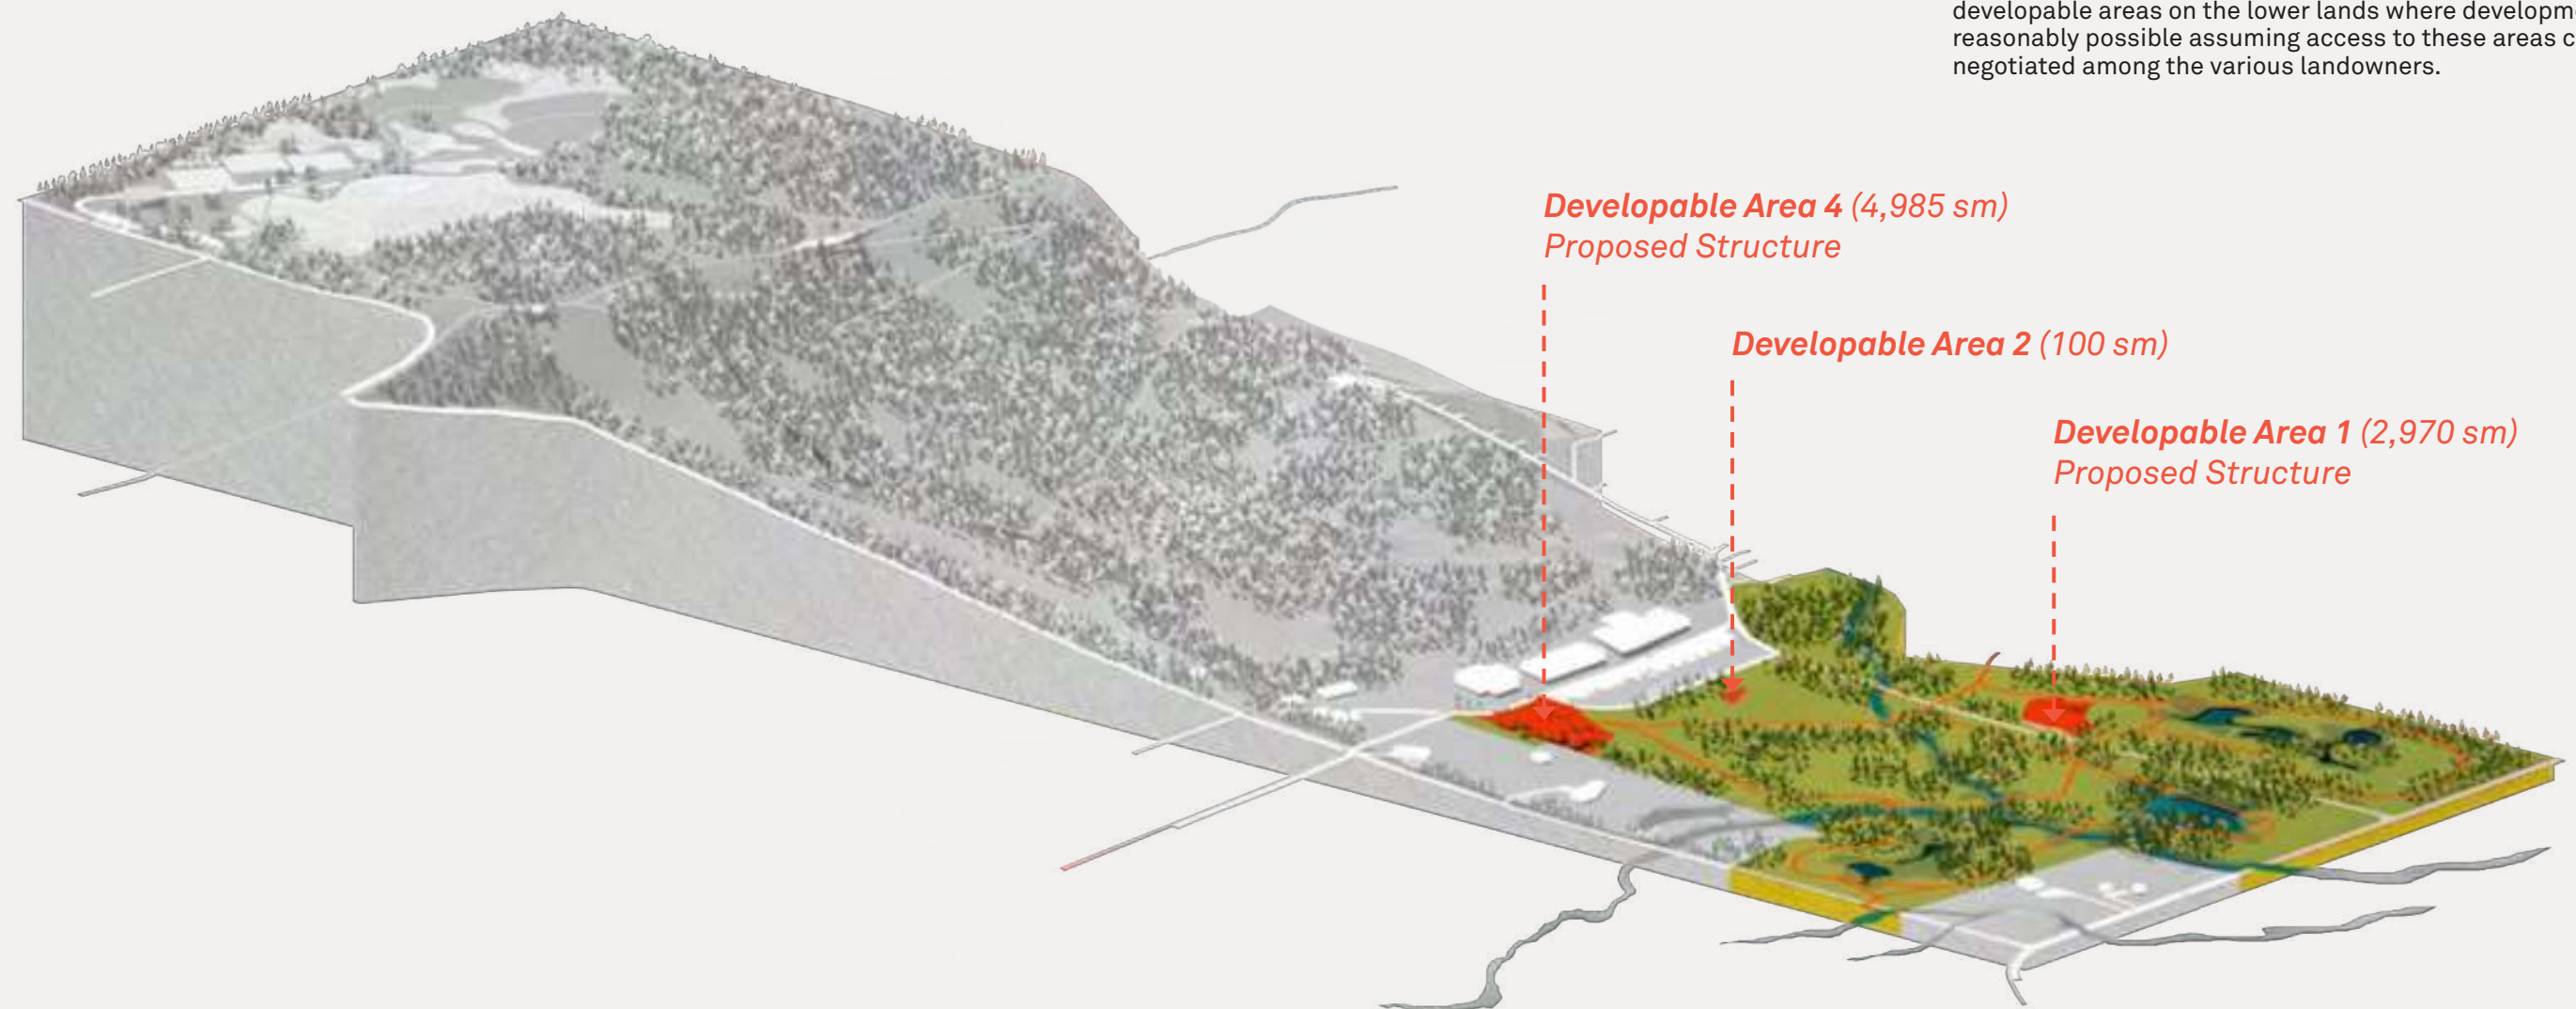 developable areas on the lower lands where
reasonably possible assuming access to these areas
negotiated among the various landowners.
Developable Area 4 (4,985 sm)
Proposed Structure
Developable Area 2 (100 sm)
Developable Area 1 (2,970 sm)
Proposed Structure